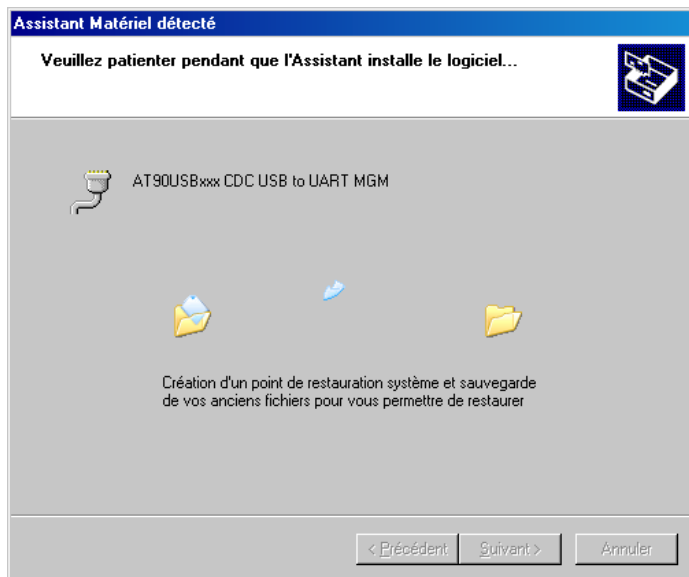 Assistant Matériel détecté
Veuillez patienter pendant que l'Assistant installe le logiciel...
AT90USBxxx CDC USB to UART MGM
Création d'un point de restauration système et sauvegarde
de vos anciens fichiers pour vous permettre de restaurer
< Précédent Suivant > Annuler